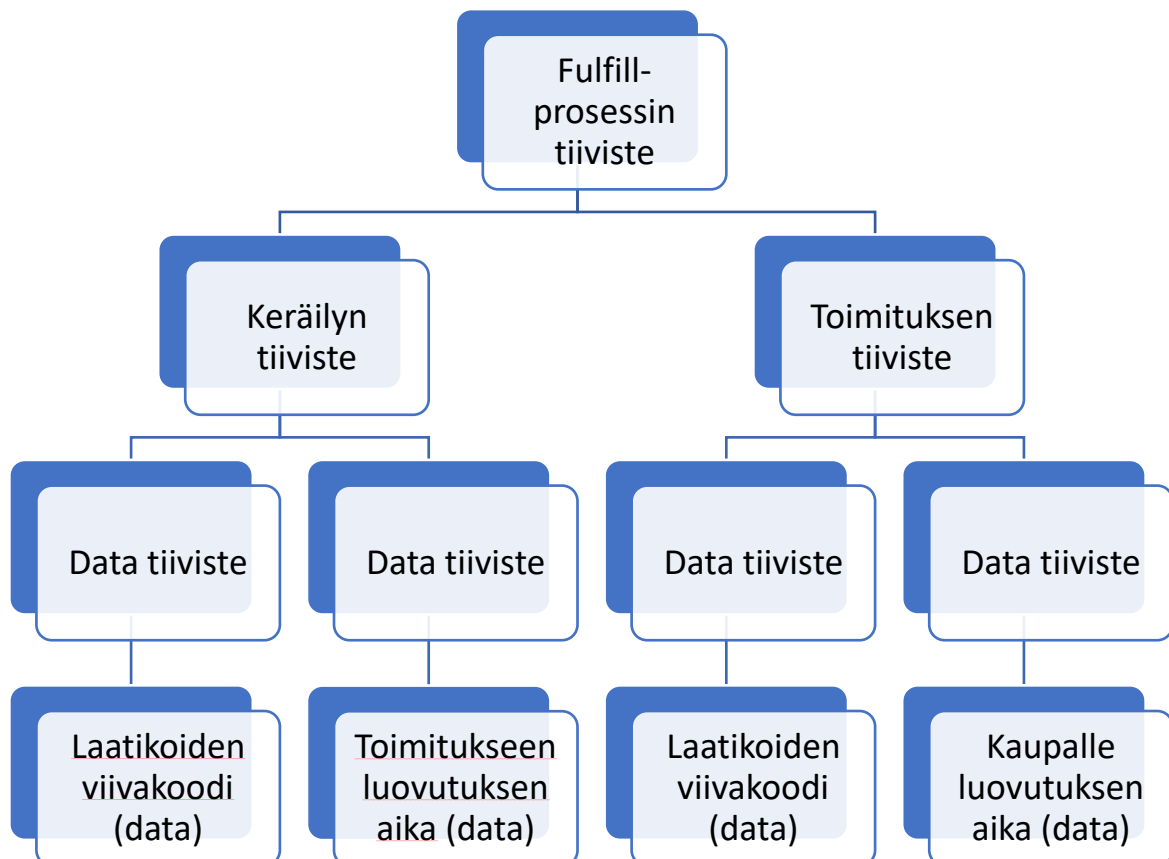 Fulfill-
prosessin
tiiviste
Keräilyn
tiiviste
Toimituksen
tiiviste
Data tiiviste
Data tiiviste
Data tiiviste
Data tiiviste
Laatikoiden
viivakoodi
(data)
Toimitukseen
luovutuksen
aika (data)
Laatikoiden
viivakoodi
(data)
Kaupalle
luovutuksen
aika (data)